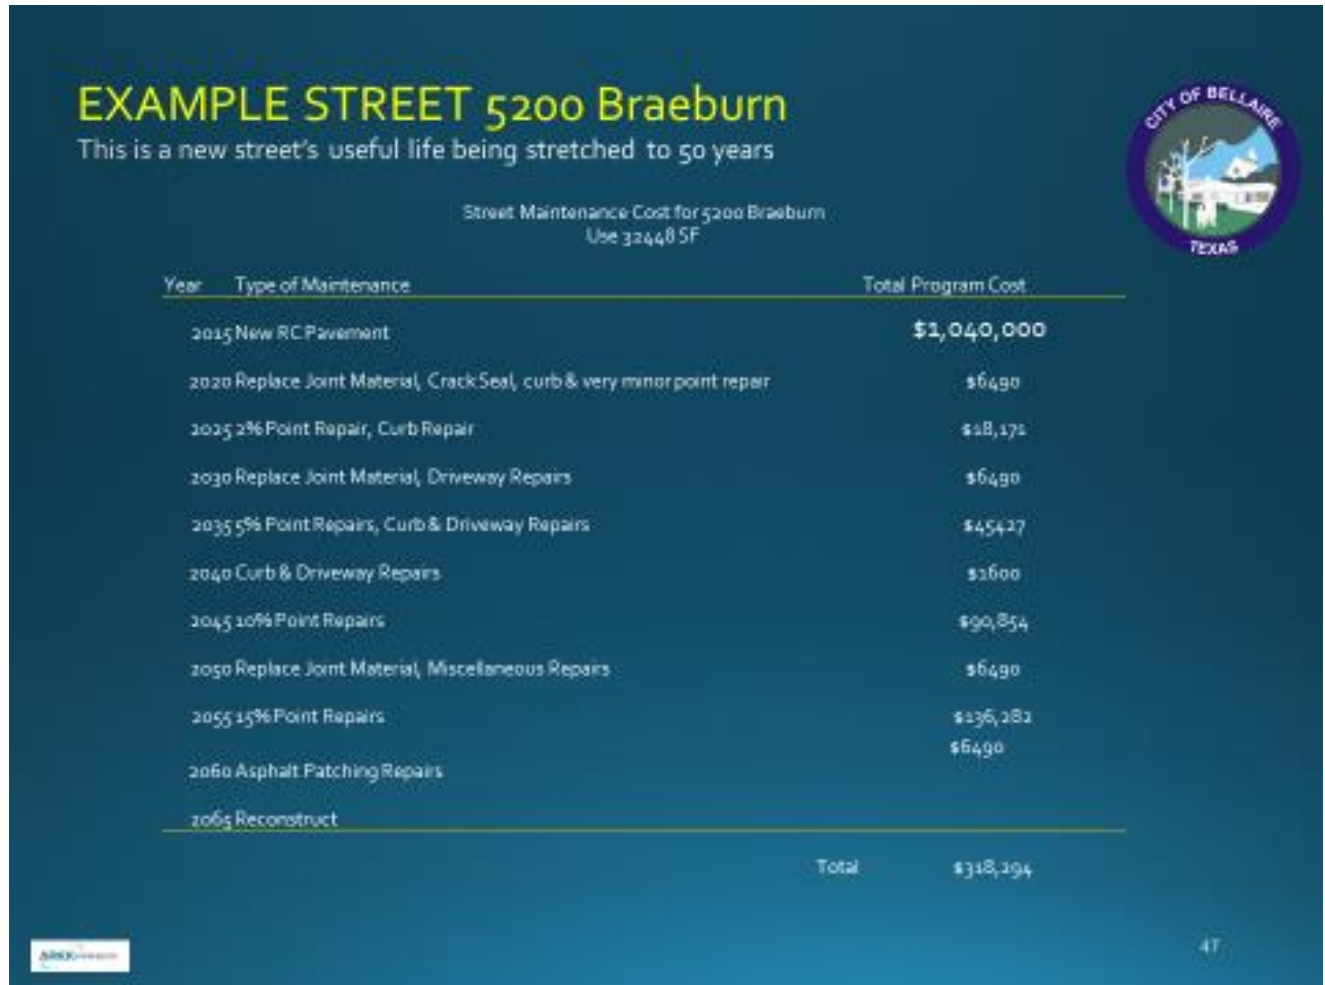 EXAMPLE STREET 5200 Braeburn
This is a new street's useful life being stretched to 50 years
CITY OF BELLAIRE
TEXAS
Street Maintenance Cost for 5200 Braeburn
Use 32448 SF
Year Type of Maintenance Total Program Cost
2015 New RC Pavement $1,040,000
2020 Replace Joint Material, Crack Seal, curb & very minor point repair $6490
2025 2% Point Repair, Curb Repair $18,171
2030 Replace Joint Material, Driveway Repairs $6490
2035 5% Point Repairs, Curb & Driveway Repairs $45427
2040 Curb & Driveway Repairs $1600
2045 10% Point Repairs $90,854
2050 Replace Joint Material, Miscellaneous Repairs $6490
2055 15% Point Repairs $136,282
$6490
2060 Asphalt Patching Repairs
2065 Reconstruct
Total $318,294
47